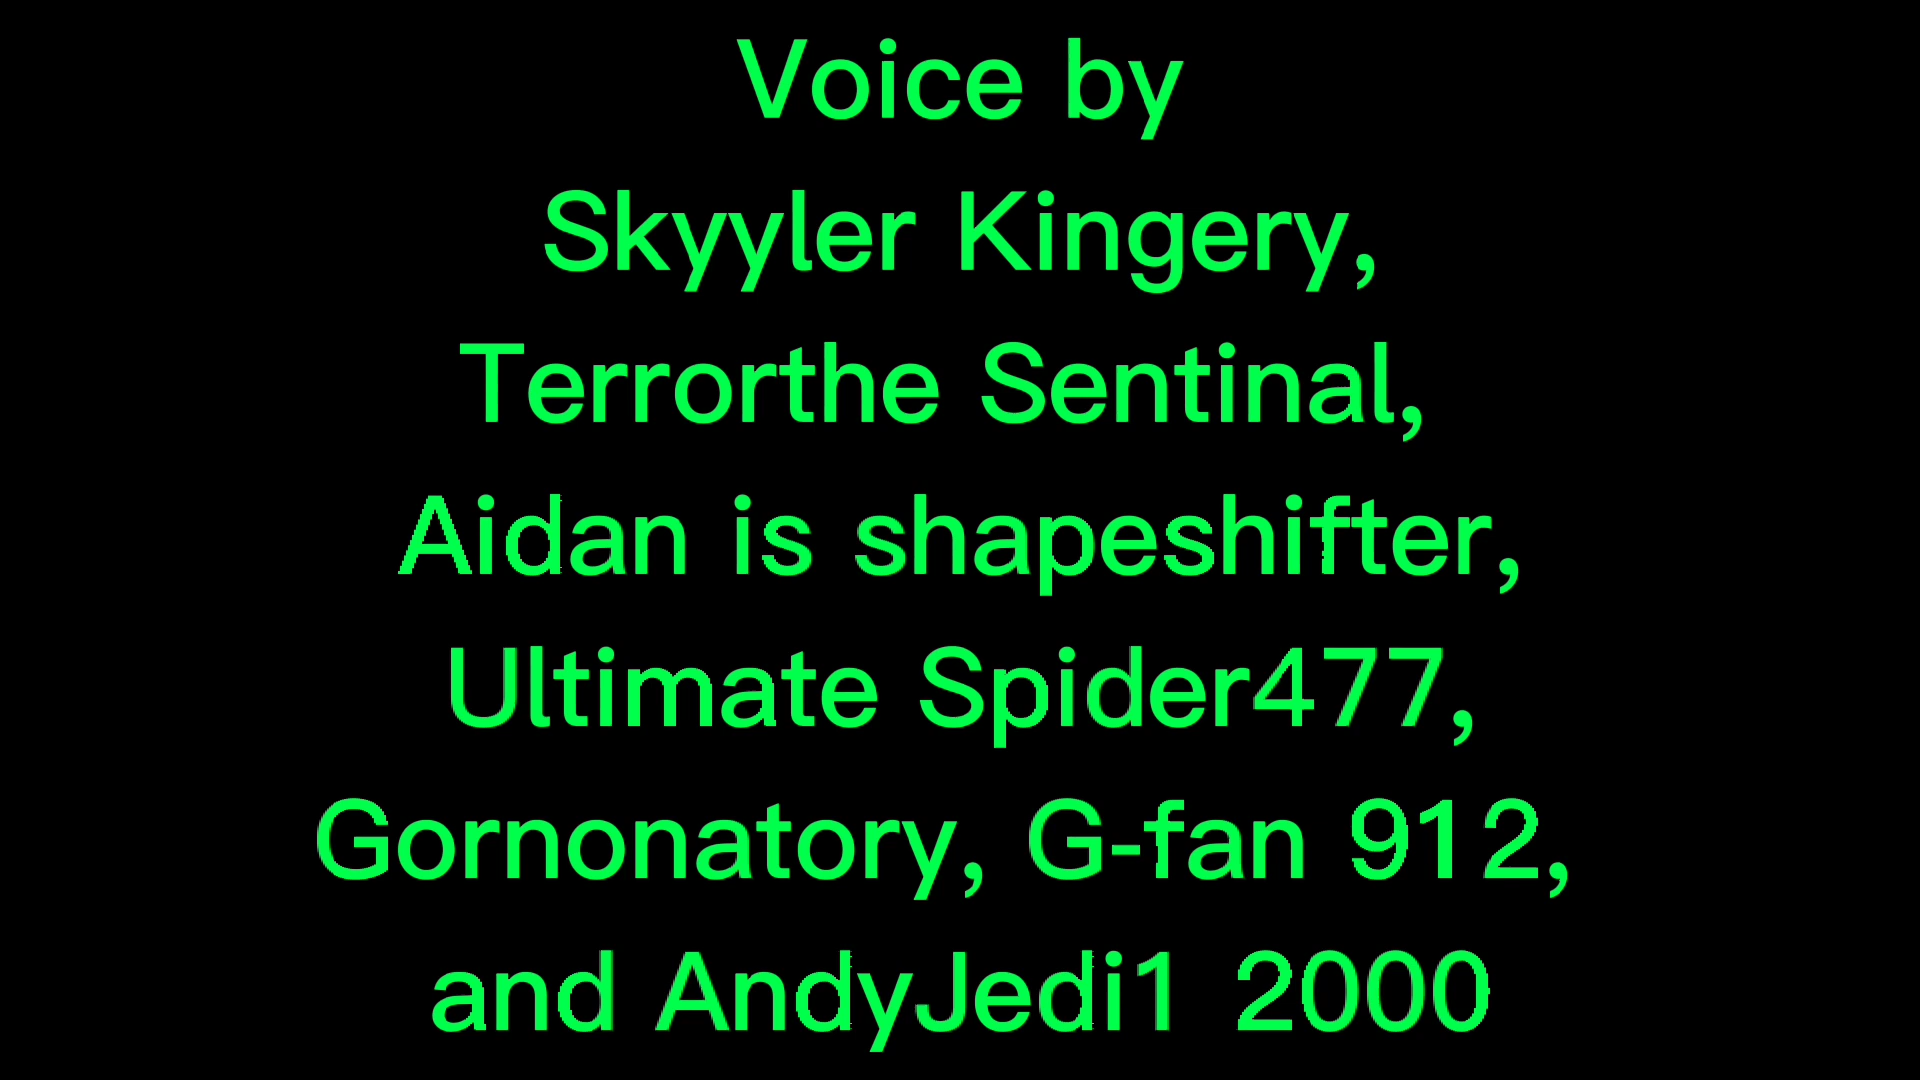 Voice by
Skyyler Kingery,
Terrorthe Sentinal,
Aidan is shapeshifter,
Ultimate Spider477,
Gornonatory, G-fan 912,
and AndyJedi1 2000